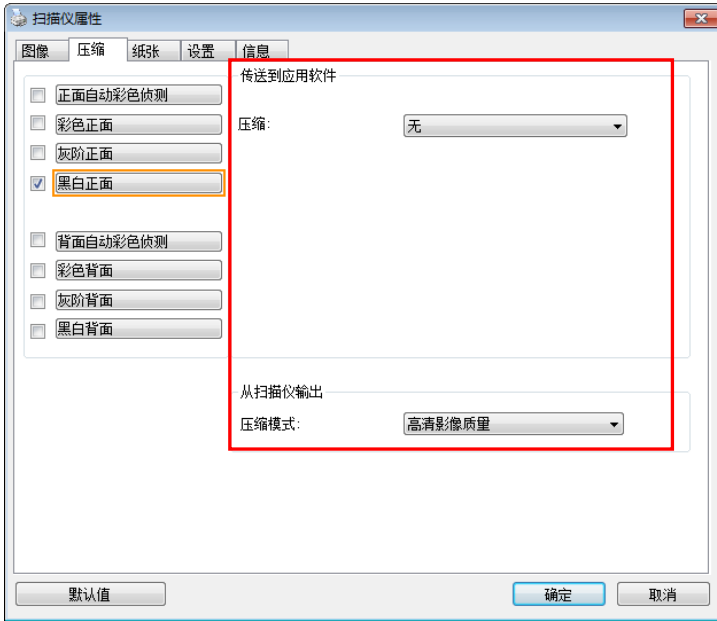 扫描仪属性
图像 压缩 纸张 设置 信息
正面自动彩色侦测
彩色正面
灰阶正面
黑白正面
背面自动彩色侦测
彩色背面
灰阶背面
黑白背面
传送到应用软件
压缩: 无
从扫描仪输出
压缩模式: 高清影像质量
默认值 确定 取消